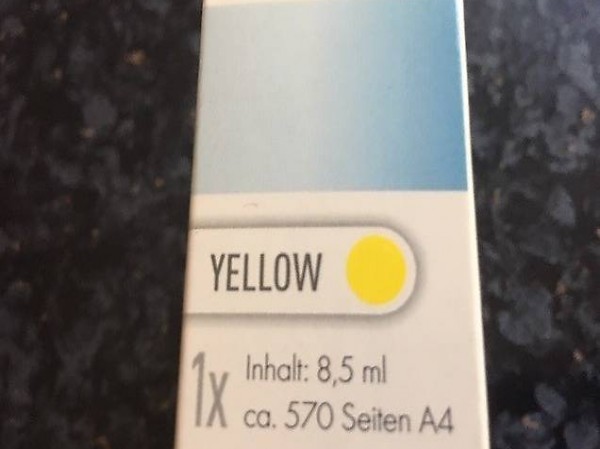 YELLOW
1x
Inhalt: 8,5 ml
ca. 570 Seiten A4